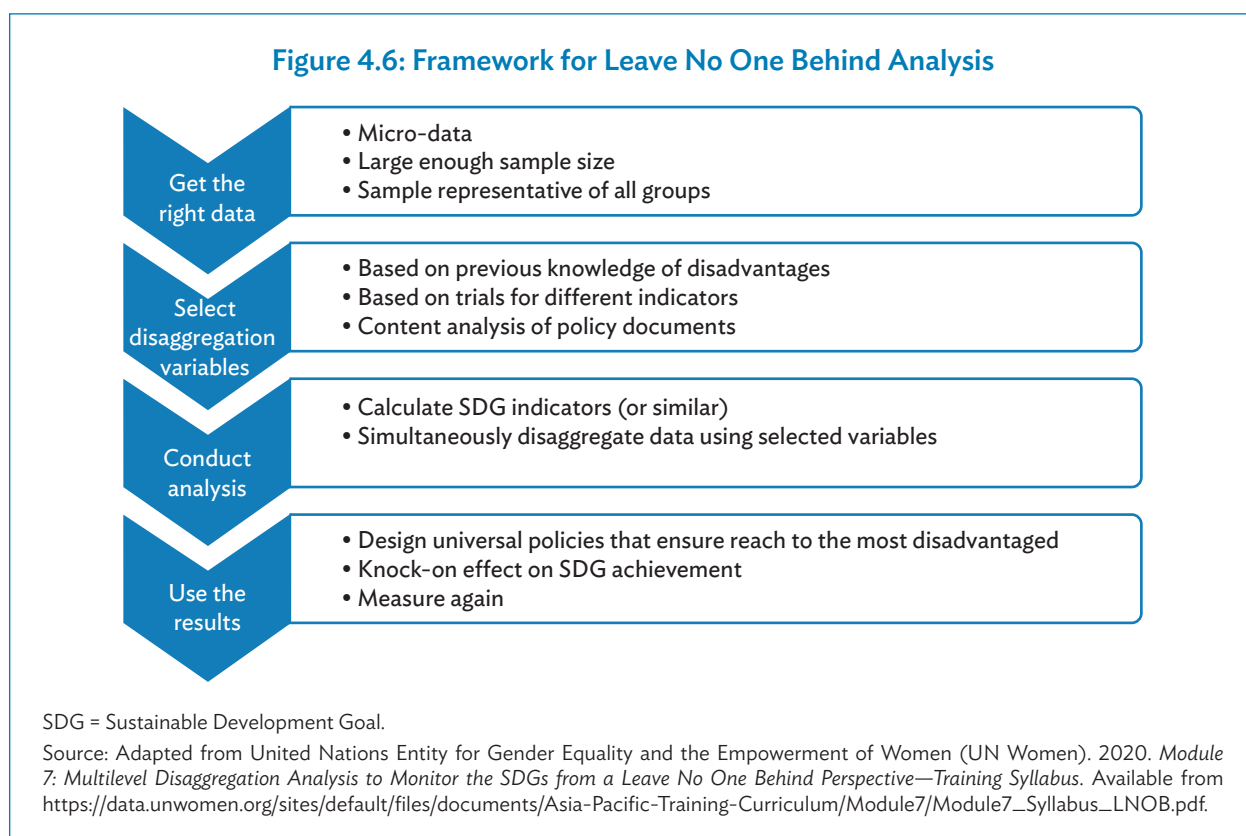 Figure 4.6: Framework for Leave No One Behind Analysis
Get the
right data
• Micro-data
• Large enough sample size
• Sample representative of all groups
Select
disaggregation
variables
• Based on previous knowledge of disadvantages
• Based on trials for different indicators
• Content analysis of policy documents
Conduct
analysis
• Calculate SDG indicators (or similar)
• Simultaneously disaggregate data using selected variables
Use the
results
• Design universal policies that ensure reach to the most disadvantaged
• Knock-on effect on SDG achievement
• Measure again
SDG = Sustainable Development Goal.
Source: Adapted from United Nations Entity for Gender Equality and the Empowerment of Women (UN Women). 2020. Module
7: Multilevel Disaggregation Analysis to Monitor the SDGs from a Leave No One Behind Perspective—Training Syllabus. Available from
https://data.unwomen.org/sites/default/files/documents/Asia-Pacific-Training-Curriculum/Module7/Module7_Syllabus_LNOB.pdf.